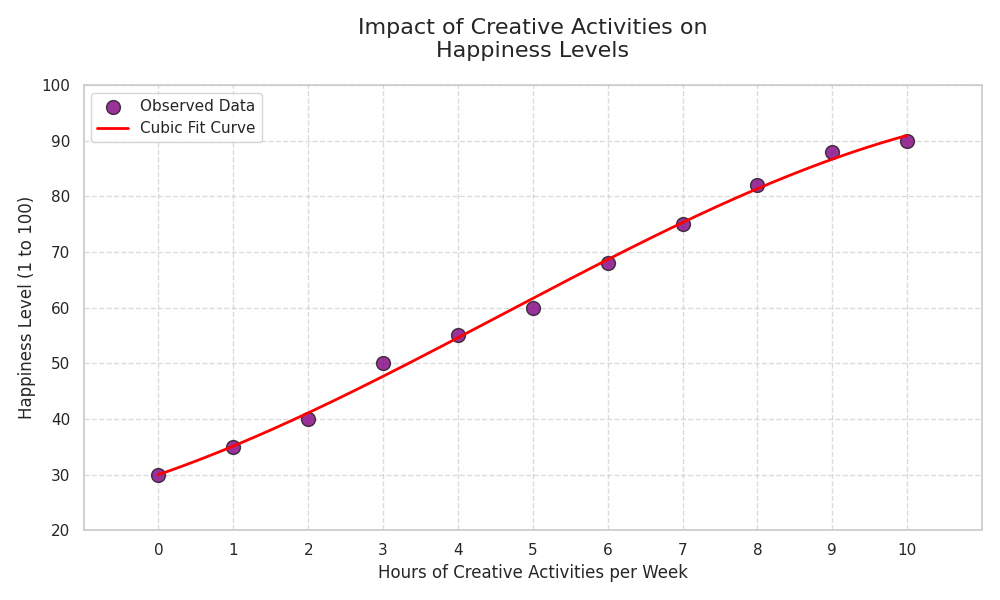 Impact of Creative Activities on
Happiness Levels
Observed Data
Cubic Fit Curve
Happiness Level (1 to 100)
100
90
80
70
60
50
40
30
20
0 1 2 3 4 5 6 7 8 9 10
Hours of Creative Activities per Week